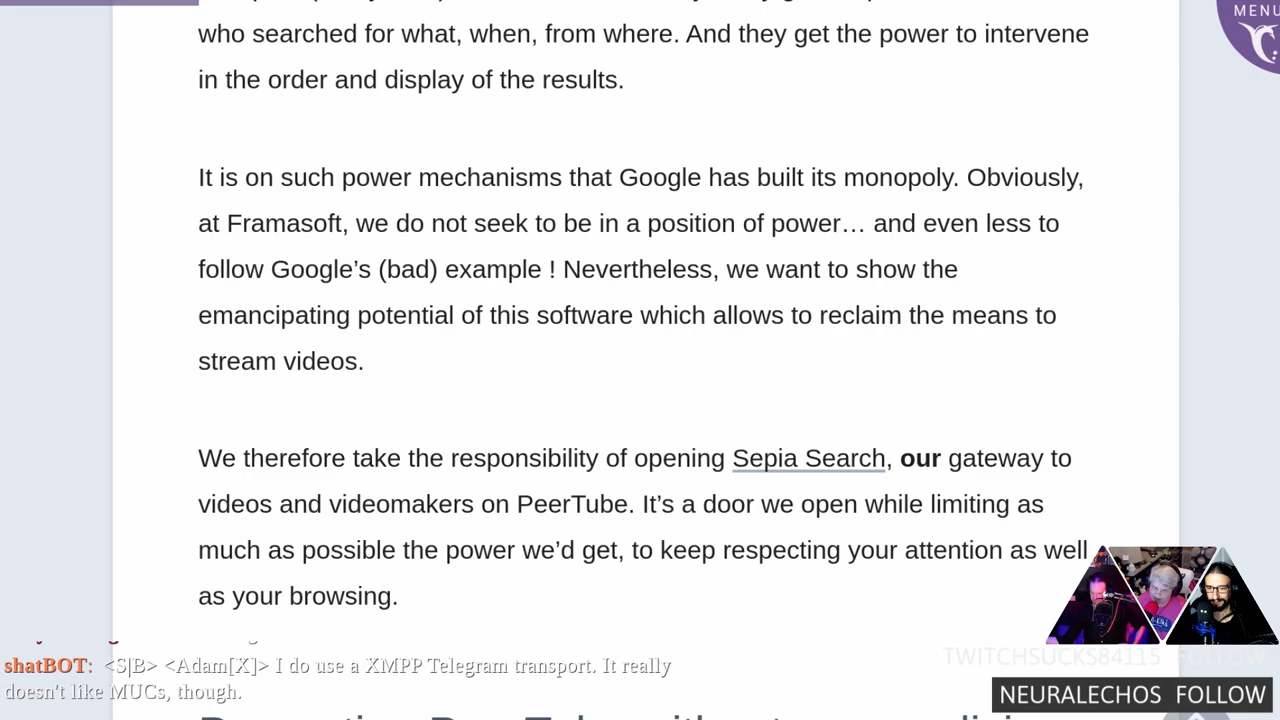 MENU
who searched for what, when, from where. And they get the power to intervene
in the order and display of the results.
It is on such power mechanisms that Google has built its monopoly. Obviously,
at Framasoft, we do not seek to be in a position of power… and even less to
follow Google’s (bad) example ! Nevertheless, we want to show the
emancipating potential of this software which allows to reclaim the means to
stream videos.
We therefore take the responsibility of opening Sepia Search, our gateway to
videos and videomakers on PeerTube. It’s a door we open while limiting as
much as possible the power we’d get, to keep respecting your attention as well
as your browsing.
shatBOT: <S|B> <Adam[X]> I do use a XMPP Telegram transport. It really
doesn't like MUCs, though.
TWITCHSUCKS84115 FOLLOW
NEURALECHOS FOLLOW